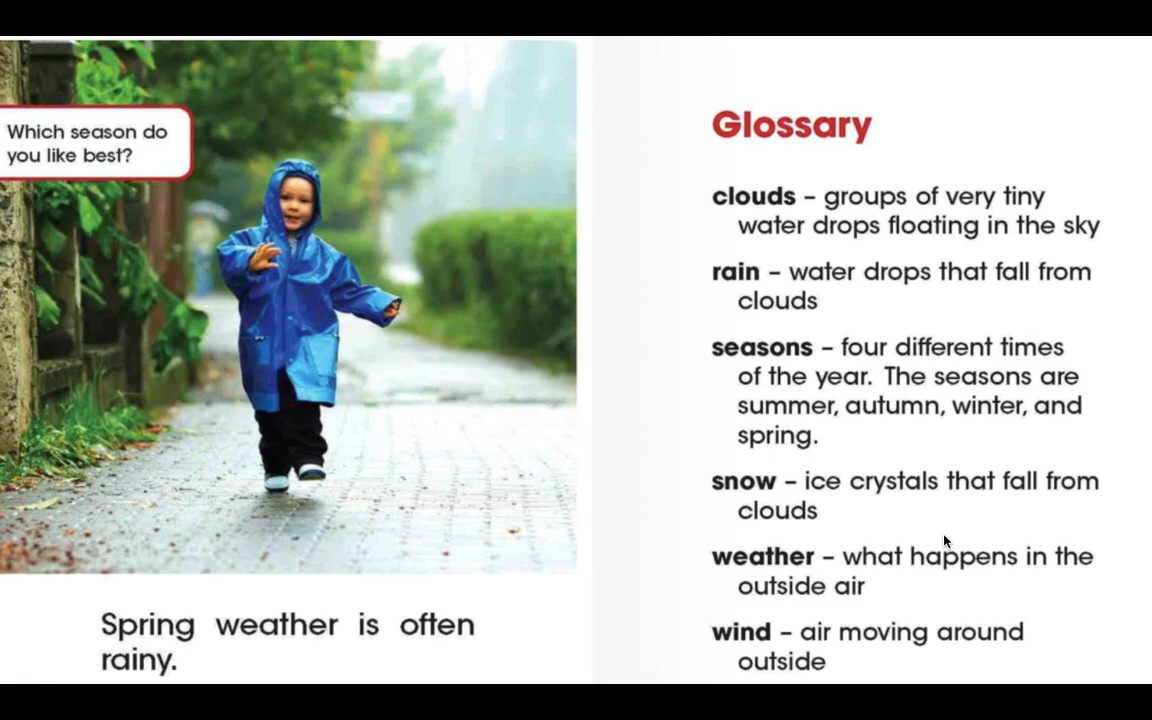 Which season do
you like best?
Spring weather is often
rainy.
Glossary
clouds – groups of very tiny
water drops floating in the sky
rain – water drops that fall from
clouds
seasons – four different times
of the year. The seasons are
summer, autumn, winter, and
spring.
snow – ice crystals that fall from
clouds
weather – what happens in the
outside air
wind – air moving around
outside